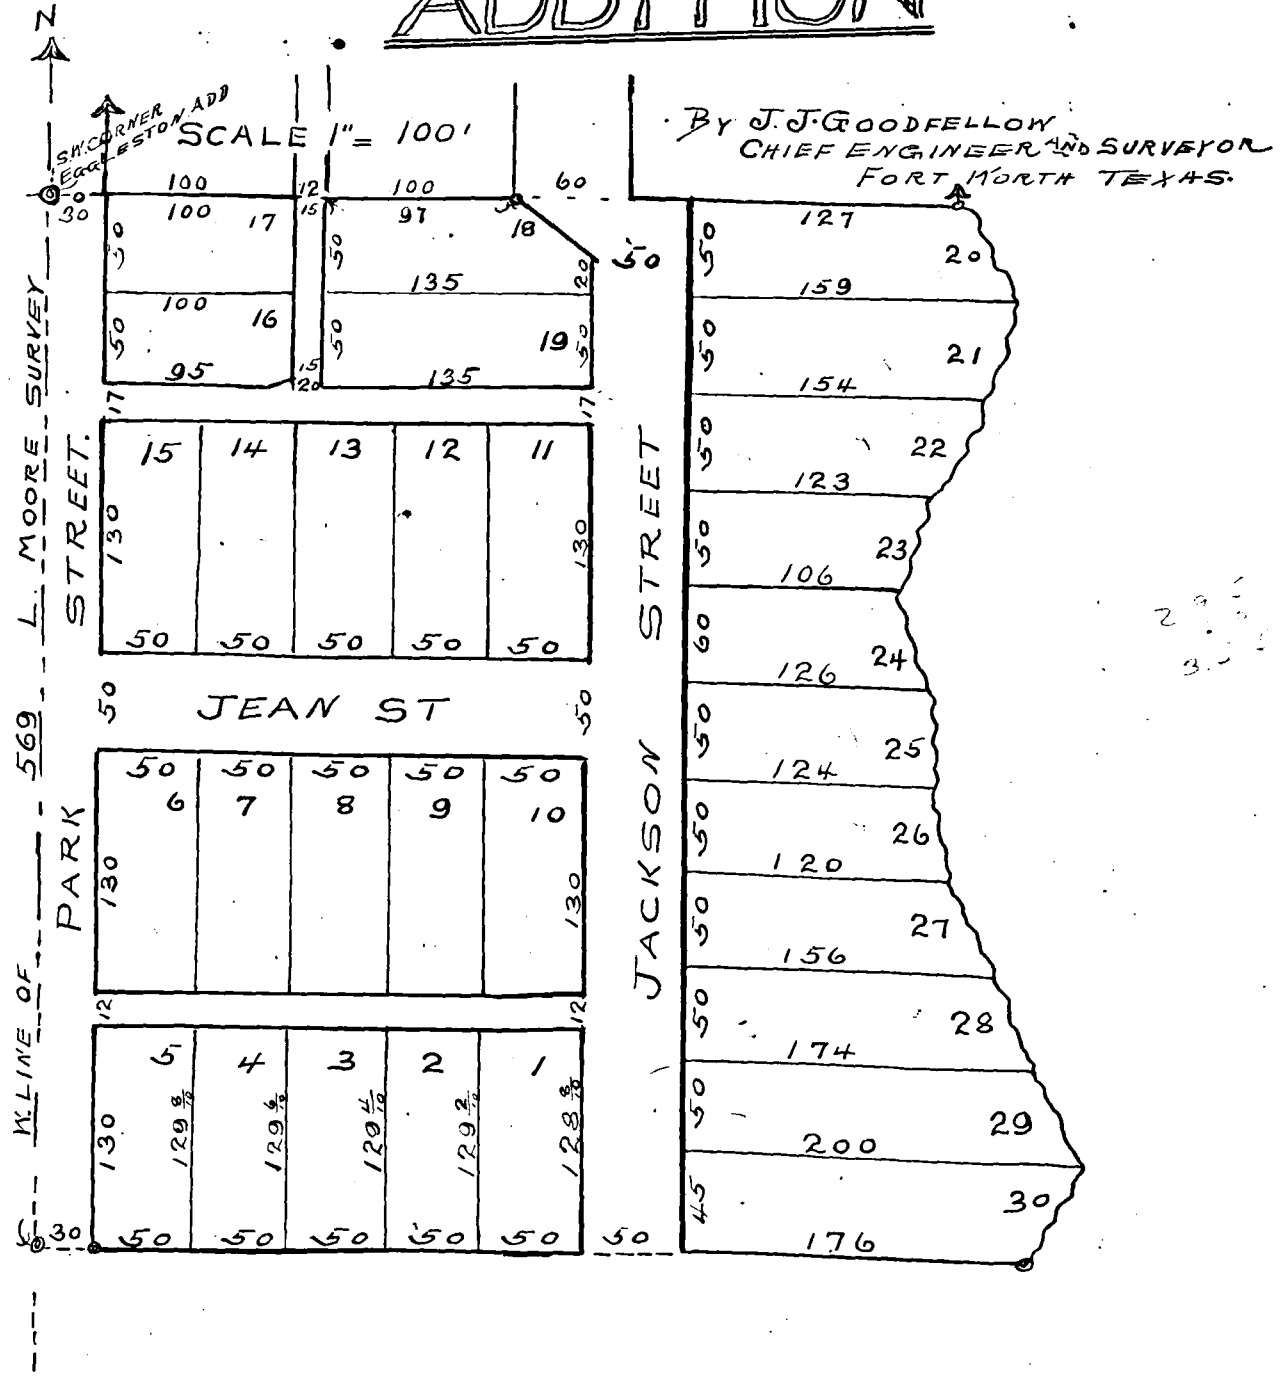 ADDITION
N
S.W. CORNER
EGGLESTON ADD
SCALE 1" = 100'
BY J.J. GOODFELLOW
CHIEF ENGINEER AND SURVEYOR
FORT WORTH TEXAS.
30
100 12 100 60
100 17 15 97 18 127
50 50 20 50 50 20
135 159
100 16
50 50 19 50 50 21
95 15 20 135 154
17 17
15 14 13 12 11 50 22
123
130 130 50 23
106
50 50 50 50 50 60 24
126
50 JEAN ST 50
50 25
124
50 50 50 50 50
6 7 8 9 10 50 26
120
130 130 50 27
156
12 12 50 28
174
5 4 3 2 1 50 29
200
130 129 8/10 129 6/10 129 4/10 129 2/10 128 8/10
45 30
30 50 50 50 50 50 50 176
W. LINE OF 569 L. MOORE SURVEY
PARK STREET.
JACKSON STREET